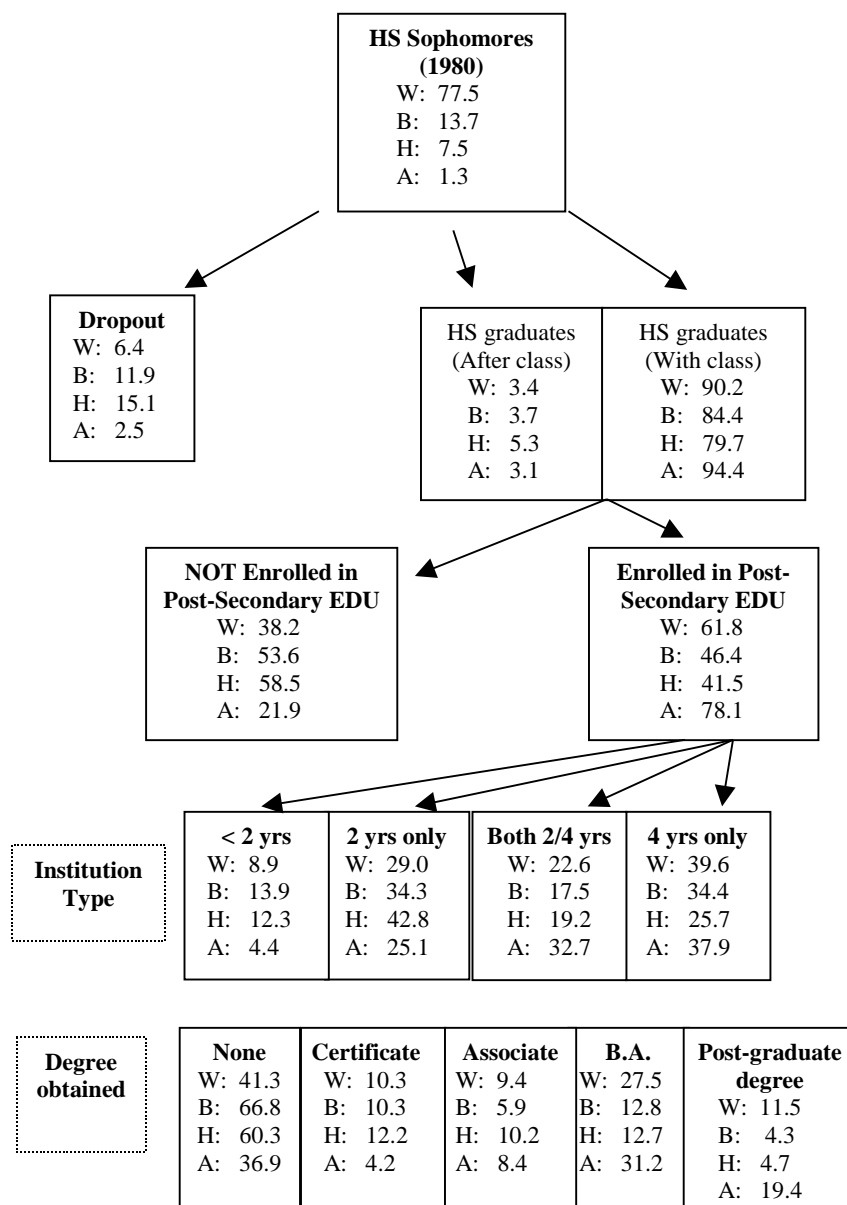 HS Sophomores
(1980)
W: 77.5
B: 13.7
H: 7.5
A: 1.3
Dropout
W: 6.4
B: 11.9
H: 15.1
A: 2.5
HS graduates
(After class)
W: 3.4
B: 3.7
H: 5.3
A: 3.1
HS graduates
(With class)
W: 90.2
B: 84.4
H: 79.7
A: 94.4
NOT Enrolled in
Post-Secondary EDU
W: 38.2
B: 53.6
H: 58.5
A: 21.9
Enrolled in Post-
Secondary EDU
W: 61.8
B: 46.4
H: 41.5
A: 78.1
Institution
Type
< 2 yrs
W: 8.9
B: 13.9
H: 12.3
A: 4.4
2 yrs only
W: 29.0
B: 34.3
H: 42.8
A: 25.1
Both 2/4 yrs
W: 22.6
B: 17.5
H: 19.2
A: 32.7
4 yrs only
W: 39.6
B: 34.4
H: 25.7
A: 37.9
Degree
obtained
None
W: 41.3
B: 66.8
H: 60.3
A: 36.9
Certificate
W: 10.3
B: 10.3
H: 12.2
A: 4.2
Associate
W: 9.4
B: 5.9
H: 10.2
A: 8.4
B.A.
W: 27.5
B: 12.8
H: 12.7
A: 31.2
Post-graduate
degree
W: 11.5
B: 4.3
H: 4.7
A: 19.4